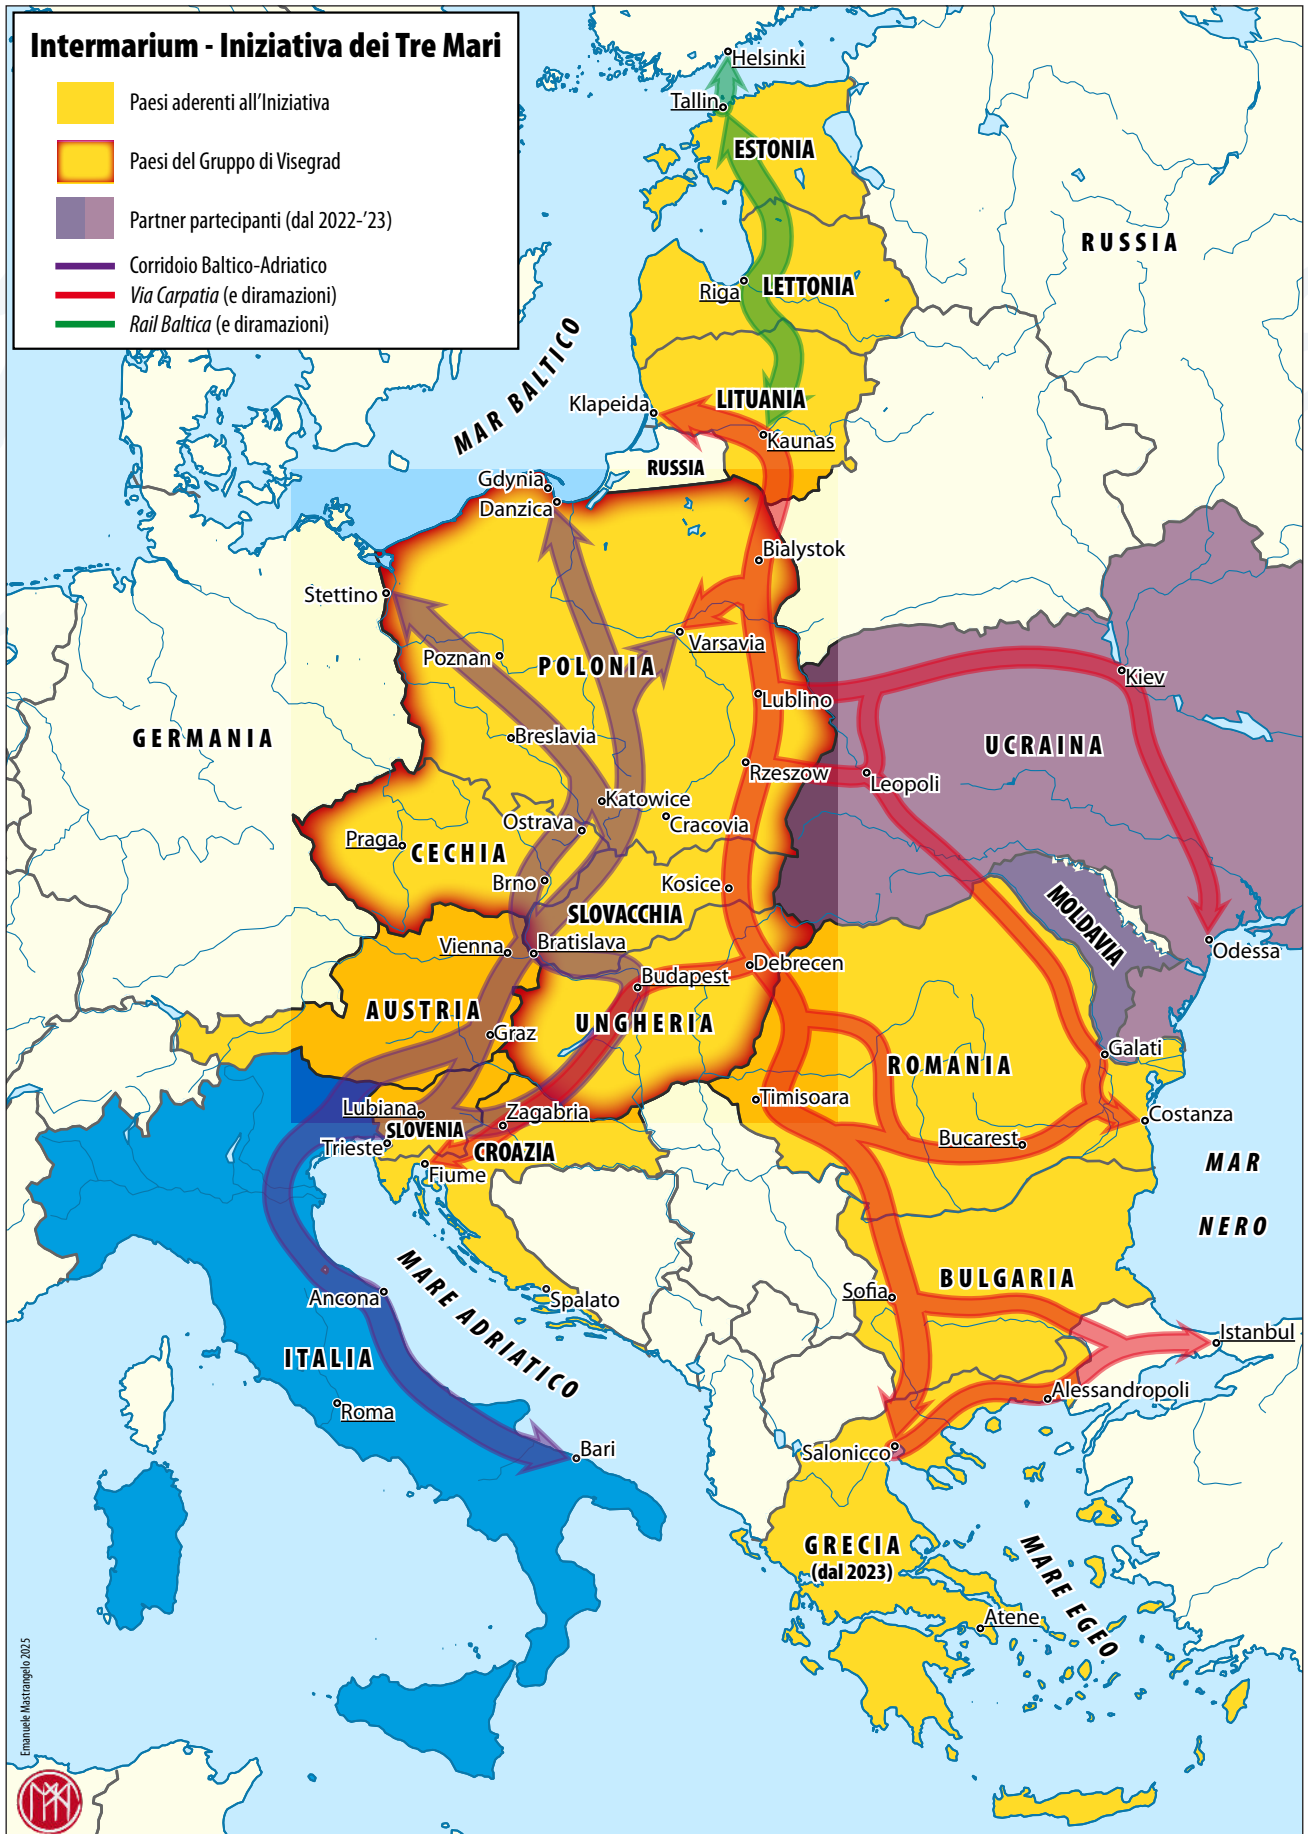 Intermarium - Iniziativa dei Tre Mari
Paesi aderenti all'Iniziativa
Paesi del Gruppo di Visegrad
Partner partecipanti (dal 2022-'23)
Corridoio Baltico-Adriatico
Via Carpatia (e diramazioni)
Rail Baltica (e diramazioni)
Helsinki
Tallin
ESTONIA
RUSSIA
Riga
LETTONIA
MAR BALTICO
LITUANIA
Klapeida
Kaunas
RUSSIA
Gdynia
Danzica
Bialystok
Stettino
Varsavia
Poznan
POLONIA
Kiev
Lublino
GERMANIA
Breslavia
UCRAINA
Rzeszow
Leopoli
Katowice
Ostrava
Cracovia
Praga
CECHIA
Brno
Kosice
SLOVACCHIA
MOLDAVIA
Vienna
Bratislava
Odessa
Budapest
Debrecen
AUSTRIA
Graz
UNGHERIA
Galati
ROMANIA
Timisoara
Lubiana
Zagabria
Costanza
SLOVENIA
Bucarest
Trieste
CROAZIA
Fiume
MAR
NERO
MARE ADRIATICO
BULGARIA
Sofia
Ancona
Spalato
Istanbul
ITALIA
Alessandropoli
Roma
Bari
Salonicco
GRECIA
(dal 2023)
MARE EGEO
Atene
Emanuele Mastrangelo 2025